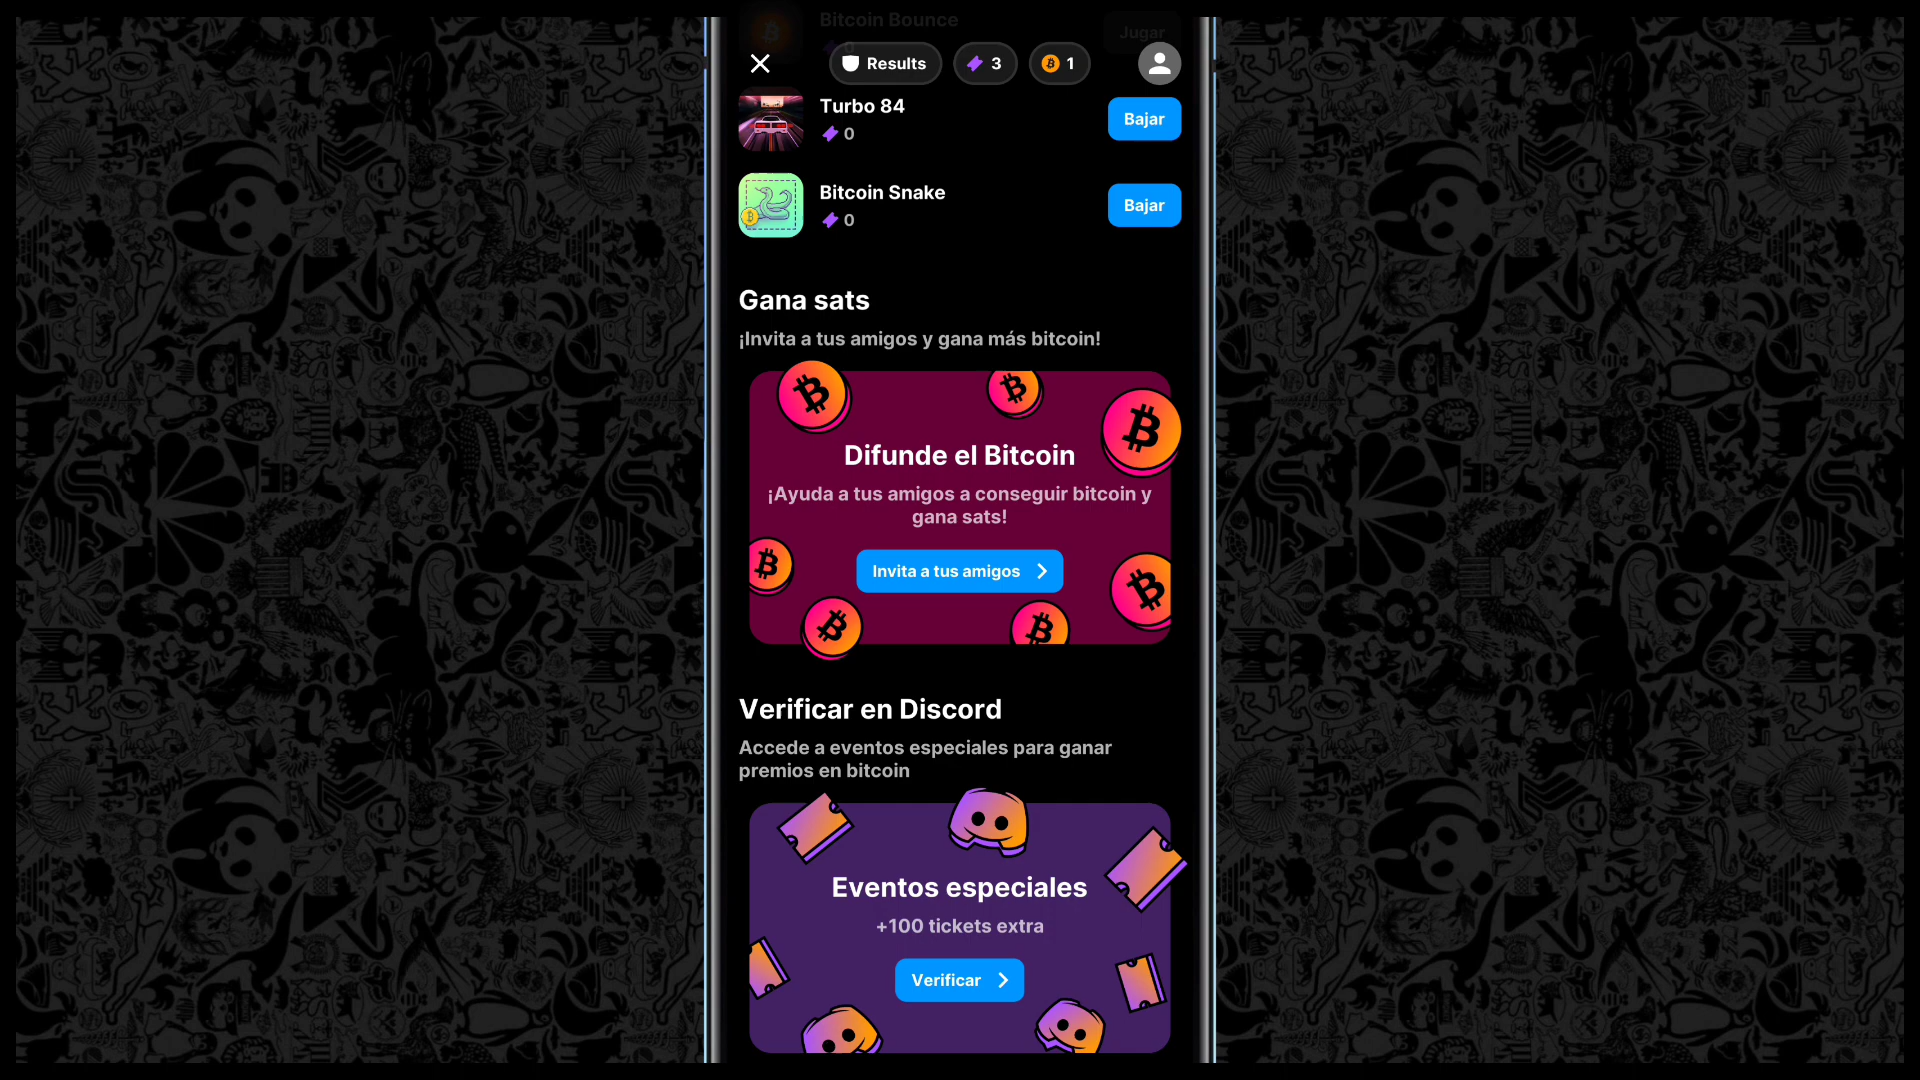 Bitcoin Bounce
0
Jugar
Results
3
1
Turbo 84
0
Bajar
Bitcoin Snake
0
Bajar
Gana sats
¡Invita a tus amigos y gana más bitcoin!
Difunde el Bitcoin
¡Ayuda a tus amigos a conseguir bitcoin y
gana sats!
Invita a tus amigos
Verificar en Discord
Accede a eventos especiales para ganar
premios en bitcoin
Eventos especiales
+100 tickets extra
Verificar